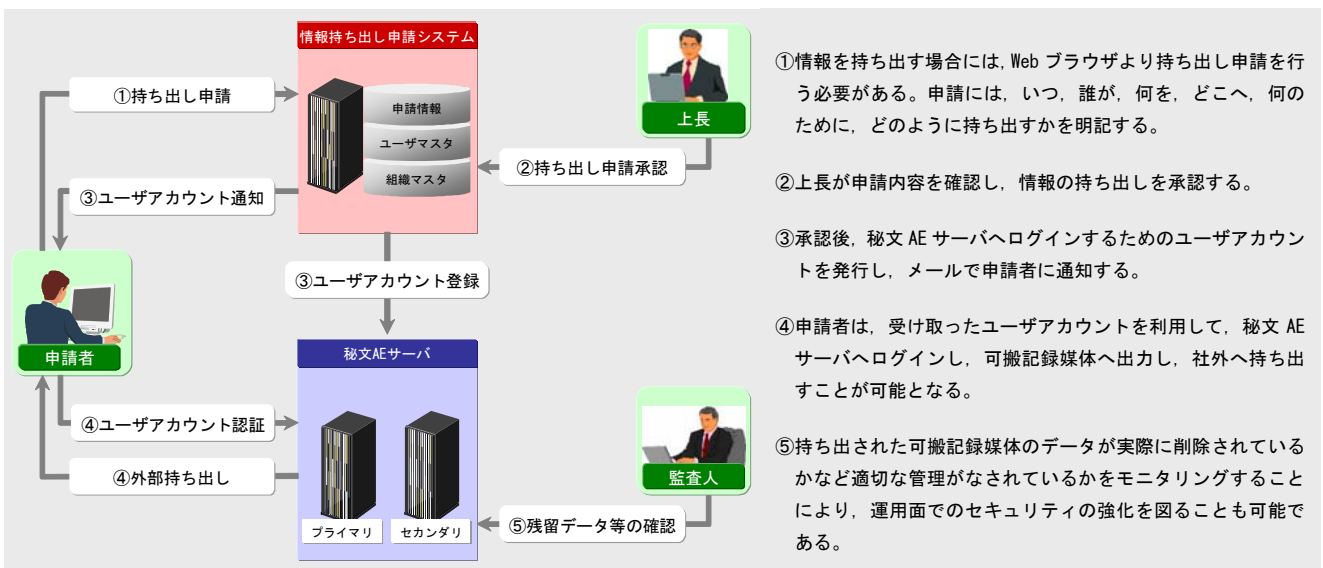 情報持ち出し申請システム
①持ち出し申請
申請情報
ユーザマスタ
組織マスタ
上長
②持ち出し申請承認
③ユーザアカウント通知
③ユーザアカウント登録
申請者
秘文AEサーバ
④ユーザアカウント認証
④外部持ち出し
プライマリ
セカンダリ
監査人
⑤残留データ等の確認
①情報を持ち出す場合には，Web ブラウザより持ち出し申請を行
う必要がある。申請には，いつ，誰が，何を，どこへ，何の
ために，どのように持ち出すかを明記する。
②上長が申請内容を確認し，情報の持ち出しを承認する。
③承認後，秘文 AE サーバへログインするためのユーザアカウン
トを発行し，メールで申請者に通知する。
④申請者は，受け取ったユーザアカウントを利用して，秘文 AE
サーバへログインし，可搬記録媒体へ出力し，社外へ持ち出
すことが可能となる。
⑤持ち出された可搬記録媒体のデータが実際に削除されている
かなど適切な管理がなされているかをモニタリングすること
により，運用面でのセキュリティの強化を図ることも可能で
ある。